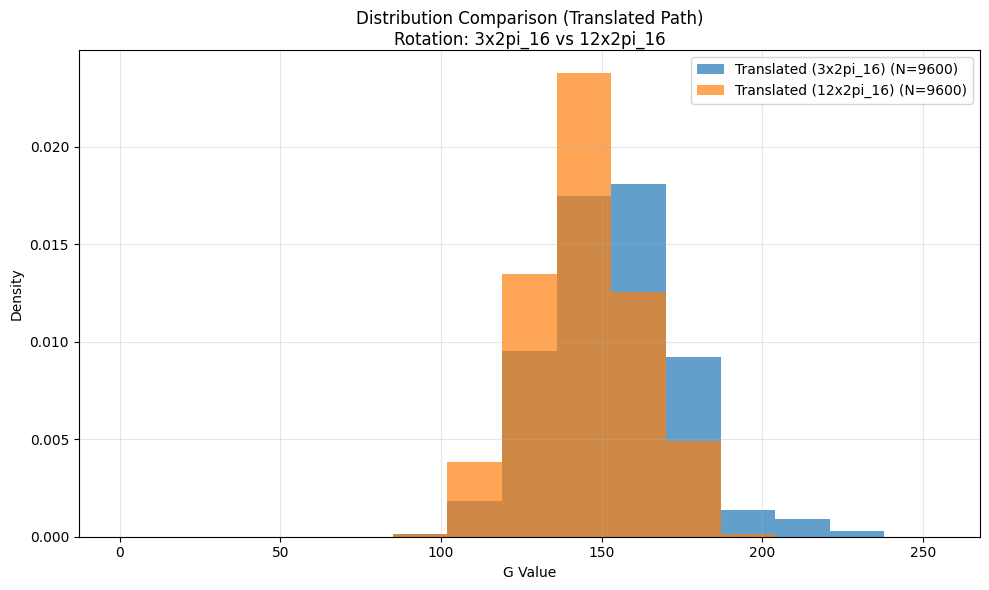 Distribution Comparison (Translated Path)
Rotation: 3x2pi_16 vs 12x2pi_16
Translated (3x2pi_16) (N=9600)
Translated (12x2pi_16) (N=9600)
Density
0.020
0.015
0.010
0.005
0.000
0 50 100 150 200 250
G Value